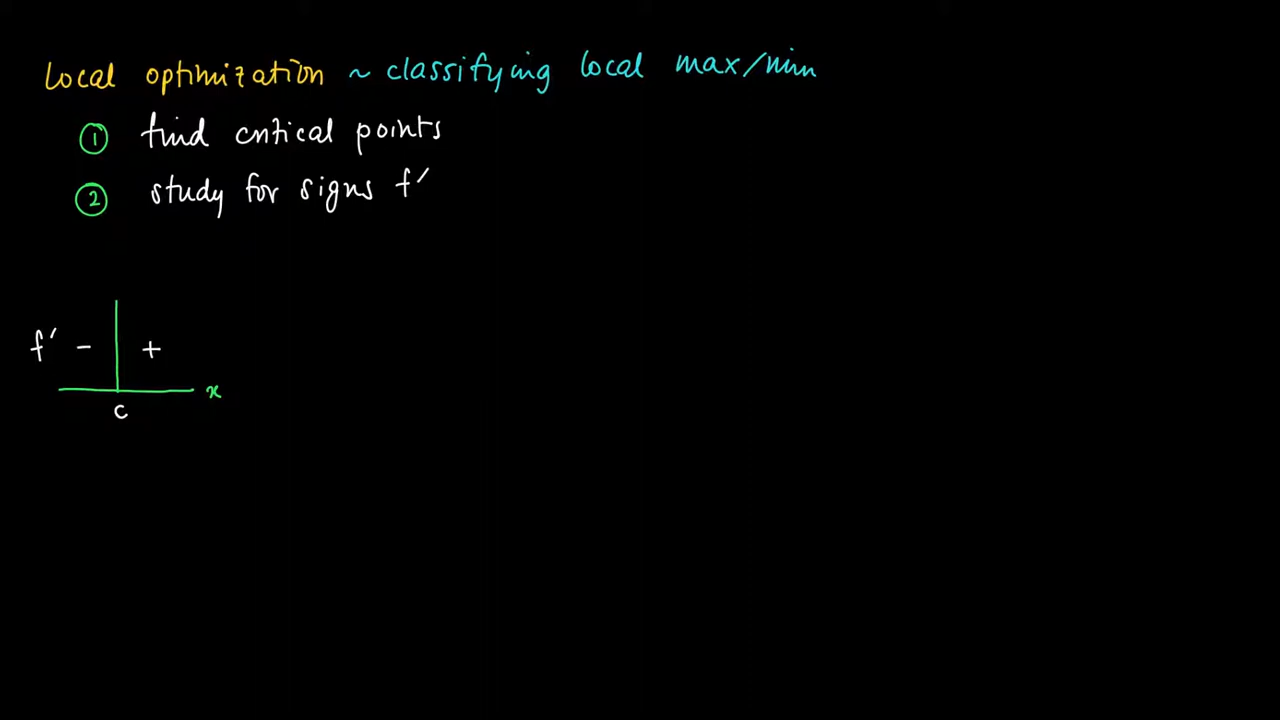 local optimization ~ classifying local max/min
① find critical points
② study for signs f'
f' - +
x
c